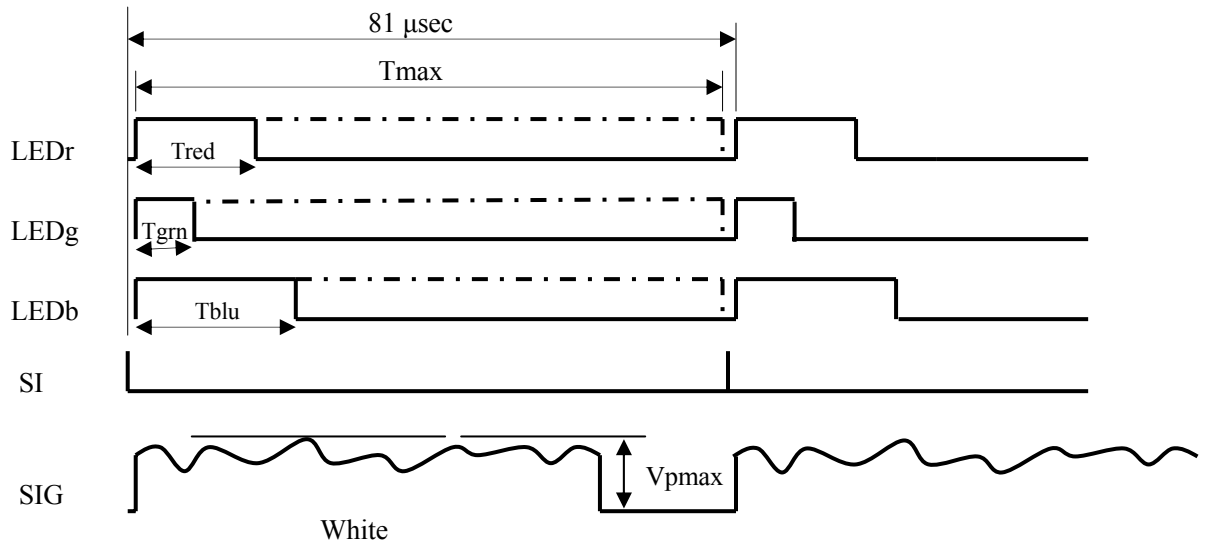 81 μsec
Tmax
LEDr
Tred
LEDg
Tgrn
LEDb
Tblu
SI
SIG
Vpmax
White